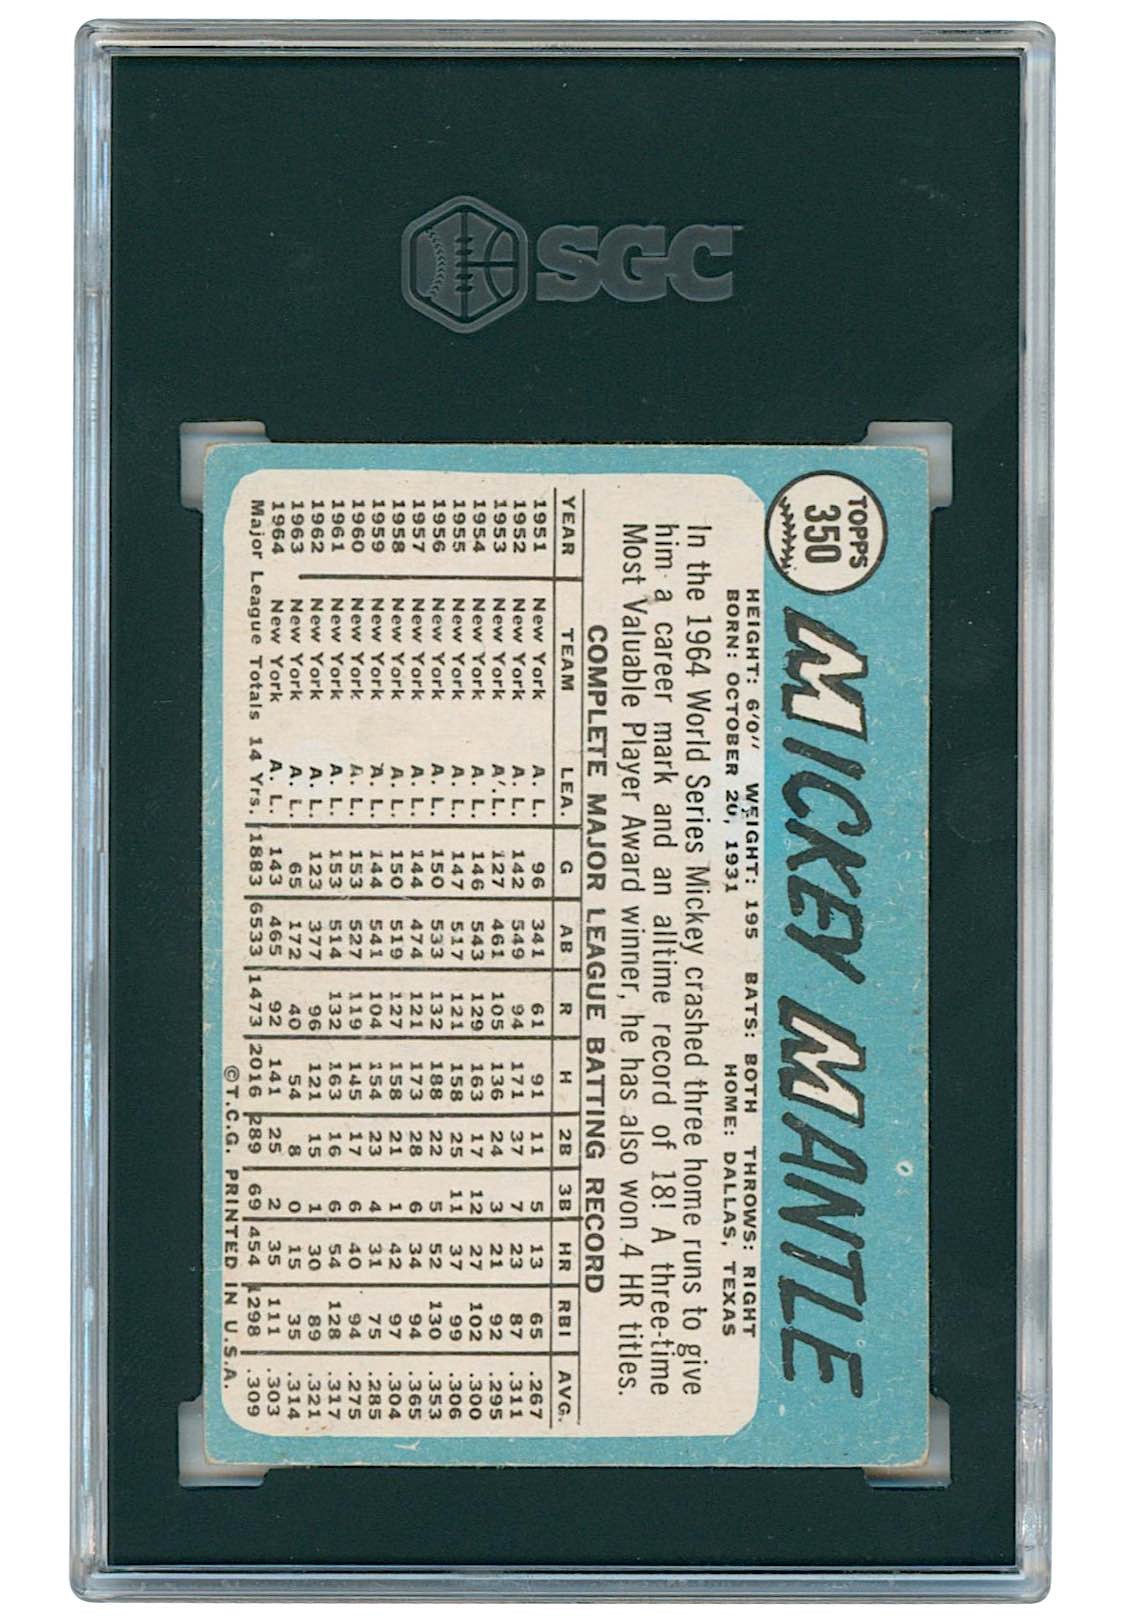 SGC
TOPPS
350
MICKEY MANTLE
HEIGHT: 6'0" WEIGHT: 195 BATS: BOTH THROWS: RIGHT
BORN: OCTOBER 20, 1931 HOME: DALLAS, TEXAS
In the 1964 World Series Mickey crashed three home runs to give
him a career mark and an alltime record of 18! A three-time
Most Valuable Player Award winner, he has also won 4 HR titles.
COMPLETE MAJOR LEAGUE BATTING RECORD
YEAR TEAM LEA. G AB R H 2B 3B HR RBI AVG.
1951 New York A. L. 96 341 61 91 11 5 13 65 .267
1952 New York A. L. 142 549 94 171 37 7 23 87 .311
1953 New York A. L. 127 461 105 136 24 3 21 92 .295
1954 New York A. L. 146 543 129 163 17 12 27 102 .300
1955 New York A. L. 147 517 121 158 25 11 37 99 .306
1956 New York A. L. 150 533 132 188 22 5 52 130 .353
1957 New York A. L. 144 474 121 173 28 6 34 94 .365
1958 New York A. L. 150 519 127 158 21 1 42 97 .304
1959 New York A. L. 144 541 104 154 23 4 31 75 .285
1960 New York A. L. 153 527 119 145 17 6 40 94 .275
1961 New York A. L. 153 514 132 163 16 6 54 128 .317
1962 New York A. L. 123 377 96 121 15 1 30 89 .321
1963 New York A. L. 65 172 40 54 8 0 15 35 .314
1964 New York A. L. 143 465 92 141 25 2 35 111 .303
Major League Totals 14 Yrs. 1883 6533 1473 2016 289 69 454 1298 .309
©T.C.G. PRINTED IN U.S.A.